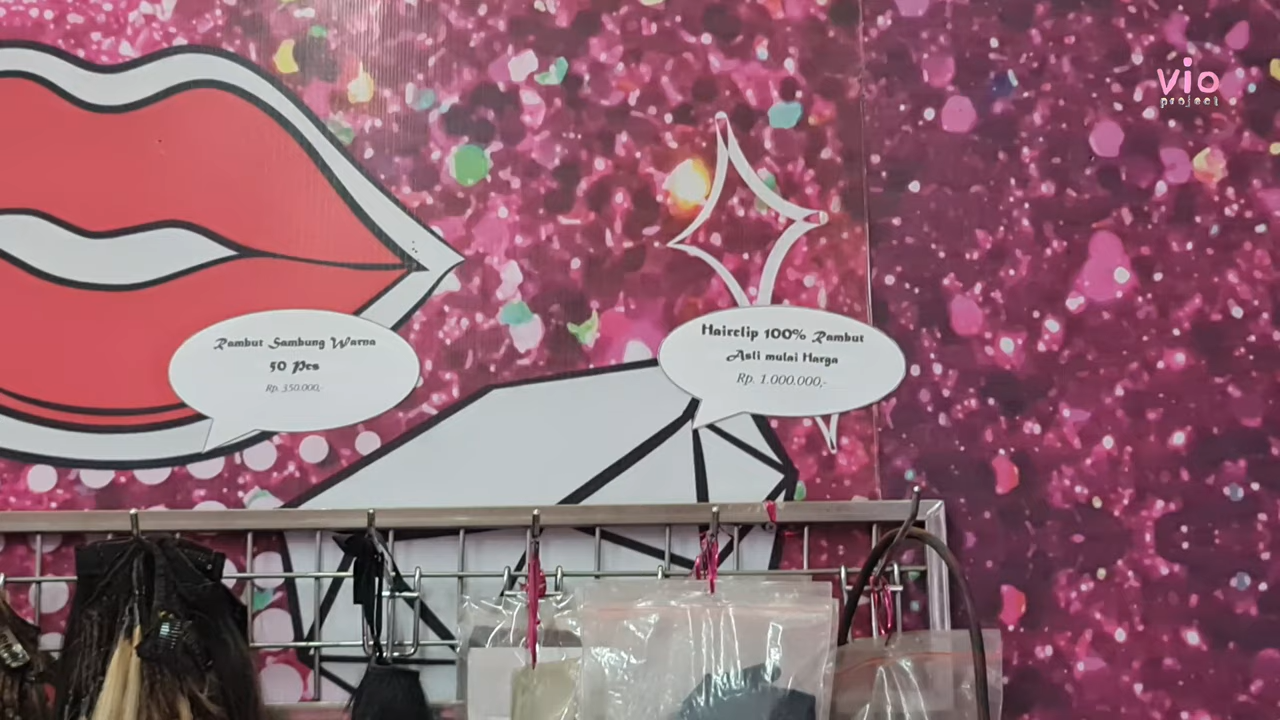 vio
project
Rambut Sambung Warna
50 Pcs
Rp. 350.000,-
Hairclip 100% Rambut
Asli mulai Harga
Rp. 1.000.000,-